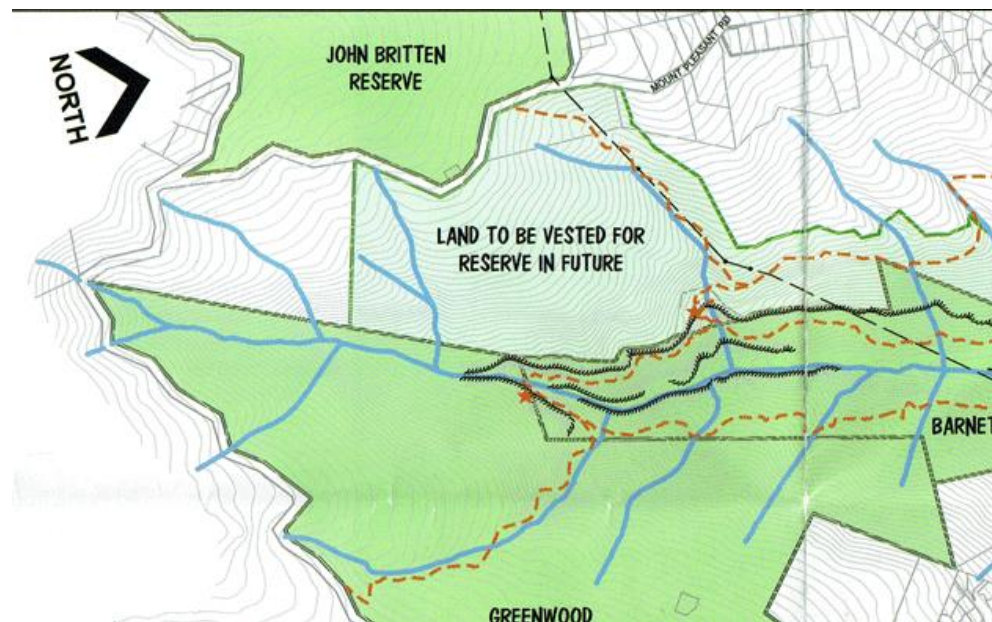 JOHN BRITTEN
RESERVE
MOUNT PLEASANT RD
NORTH
LAND TO BE VESTED FOR
RESERVE IN FUTURE
BARNET
GREENWOOD